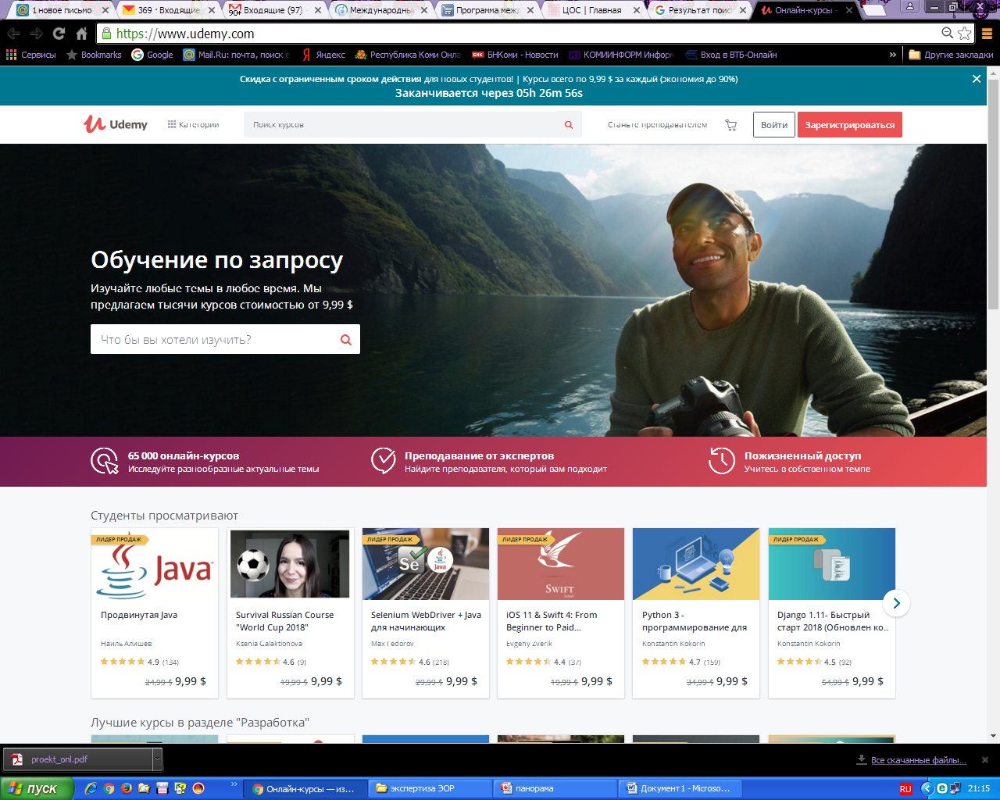 1 новое письмо
369 · Входящие
Входящие (97) -
Международны
Программа меж
ЦОС | Главная
Результат поис
Онлайн-курсы –
https://www.udemy.com
Сервисы
Bookmarks
Google
Mail.Ru: почта, поиск в
Яндекс
Республика Коми Онла
БНКоми - Новости
КОМИИНФОРМ Информ
Вход в ВТБ-Онлайн
»
Другие закладки
Скидка с ограниченным сроком действия для новых студентов! | Курсы всего по 9,99 $ за каждый (экономия до 90%)
Заканчивается через 05h 26m 56s
Udemy
Категории
Поиск курсов
Станьте преподавателем
Войти
Зарегистрироваться
Обучение по запросу
Изучайте любые темы в любое время. Мы
предлагаем тысячи курсов стоимостью от 9,99 $
Что бы вы хотели изучить?
65 000 онлайн-курсов
Исследуйте разнообразные актуальные темы
Преподавание от экспертов
Найдите преподавателя, который вам подходит
Пожизненный доступ
Учитесь в собственном темпе
Студенты просматривают
ЛИДЕР ПРОДАЖ
Java
Продвинутая Java
Наиль Алишев
4.9 (134)
24,99 $ 9,99 $
Survival Russian Course
"World Cup 2018"
Ksenia Galaktionova
4.6 (9)
19,99 $ 9,99 $
ЛИДЕР ПРОДАЖ
Se
Java
Selenium WebDriver + Java
для начинающих
Max Fedorov
4.6 (218)
29,99 $ 9,99 $
ЛИДЕР ПРОДАЖ
SWIFT
iOS 11 & Swift 4: From
Beginner to Paid...
Evgeny Zverik
4.4 (37)
19,99 $ 9,99 $
Python 3 -
программирование для
Konstantin Kokorin
4.7 (159)
34,99 $ 9,99 $
ЛИДЕР ПРОДАЖ
Django 1.11- Быстрый
старт 2018 (Обновлен ко...
Konstantin Kokorin
4.5 (92)
54,99 $ 9,99 $
Лучшие курсы в разделе "Разработка"
proekt_onl.pdf
Все скачанные файлы...
пуск
»
Онлайн-курсы — из...
экспертиза ЭОР
панорама
Документ1 - Microso...
RU
21:15